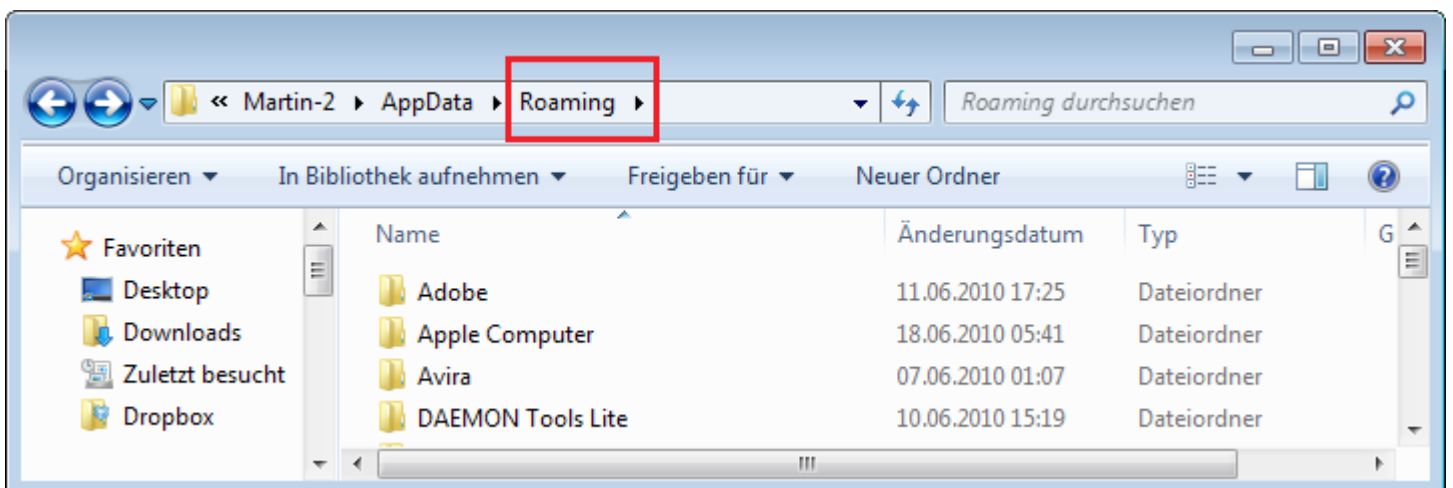 « Martin-2 ▸ AppData ▸ Roaming ▸ Roaming durchsuchen
Organisieren In Bibliothek aufnehmen Freigeben für Neuer Ordner
Favoriten
Desktop
Downloads
Zuletzt besucht
Dropbox
Name Änderungsdatum Typ G
Adobe 11.06.2010 17:25 Dateiordner
Apple Computer 18.06.2010 05:41 Dateiordner
Avira 07.06.2010 01:07 Dateiordner
DAEMON Tools Lite 10.06.2010 15:19 Dateiordner